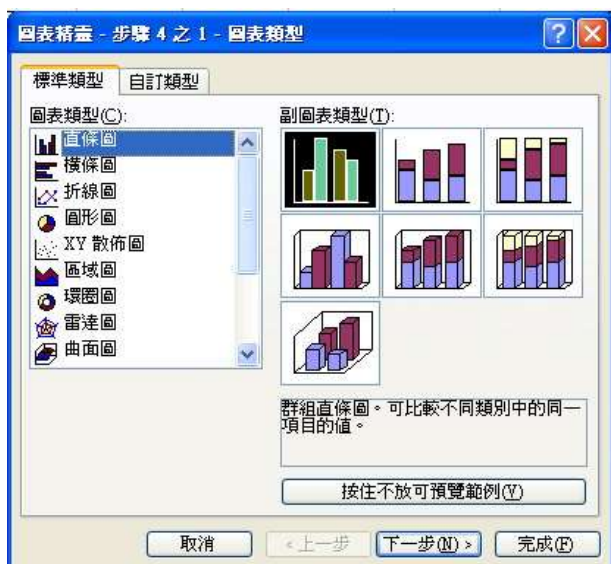 圖表精靈 - 步驟 4 之 1 - 圖表類型
標準類型
自訂類型
圖表類型(C):
直條圖
橫條圖
折線圖
圓形圖
XY 散佈圖
區域圖
環圈圖
雷達圖
曲面圖
副圖表類型(T):
群組直條圖。可比較不同類別中的同一
項目的值。
按住不放可預覽範例(V)
取消
<上一步
下一步(N) >
完成(F)